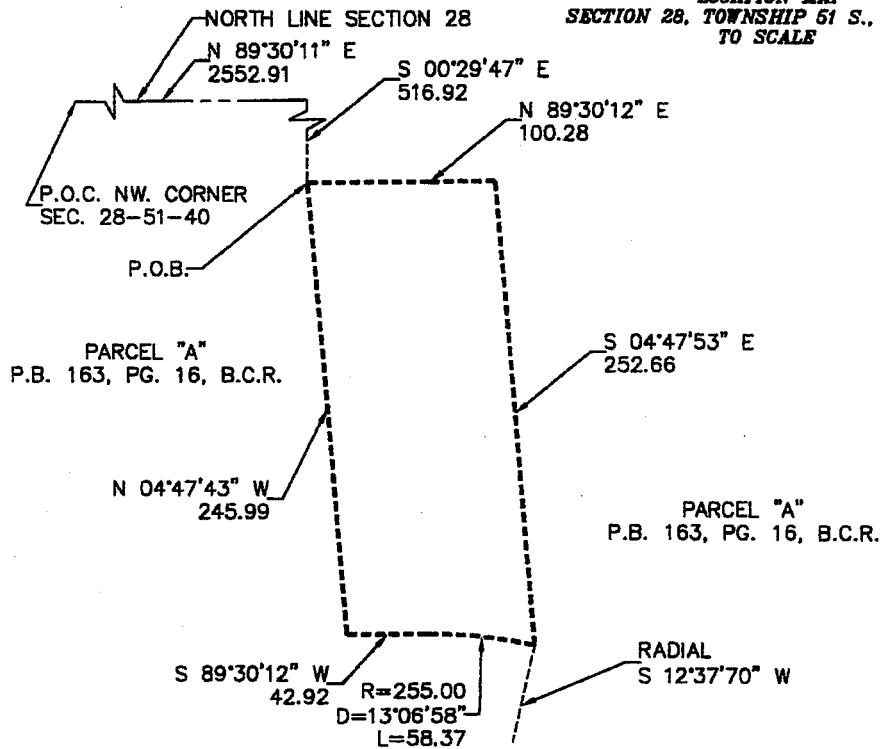 SECTION 28, TOWNSHIP 51 S.,
TO SCALE
NORTH LINE SECTION 28
N 89°30'11" E
2552.91
S 00°29'47" E
516.92
N 89°30'12" E
100.28
P.O.C. NW. CORNER
SEC. 28-51-40
P.O.B.
PARCEL "A"
P.B. 163, PG. 16, B.C.R.
S 04°47'53" E
252.66
N 04°47'43" W
245.99
PARCEL "A"
P.B. 163, PG. 16, B.C.R.
S 89°30'12" W
42.92
R=255.00
D=13°06'58"
L=58.37
RADIAL
S 12°37'70" W